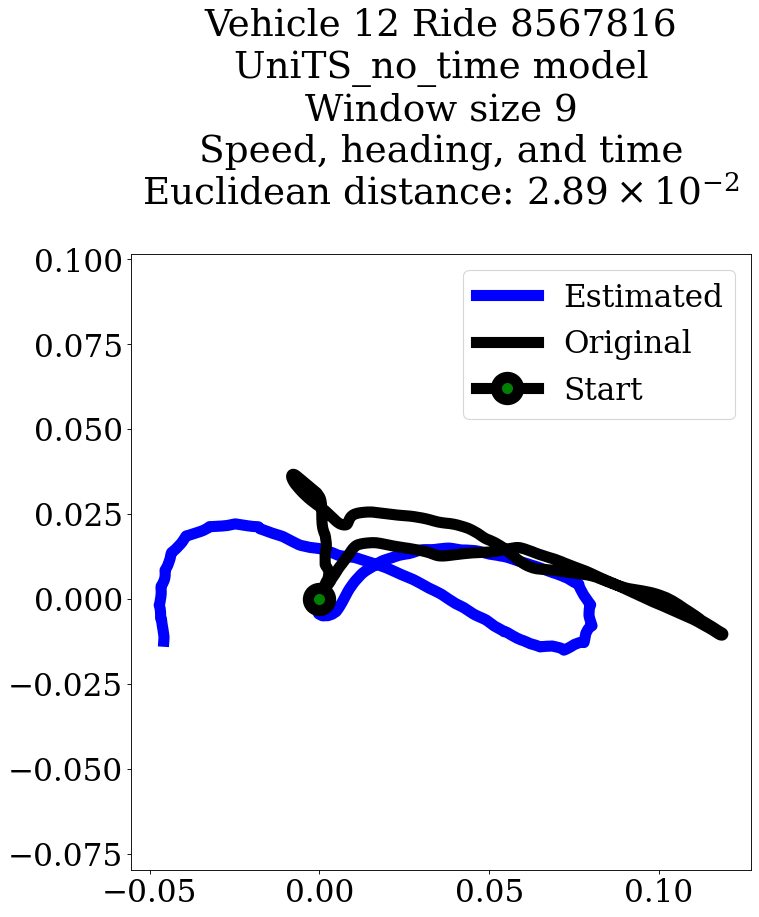 Vehicle 12 Ride 8567816
UniTS_no_time model
Window size 9
Speed, heading, and time
Euclidean distance: 2.89 × 10⁻²
0.100
0.075
0.050
0.025
0.000
−0.025
−0.050
−0.075
Estimated
Original
Start
−0.05 0.00 0.05 0.10